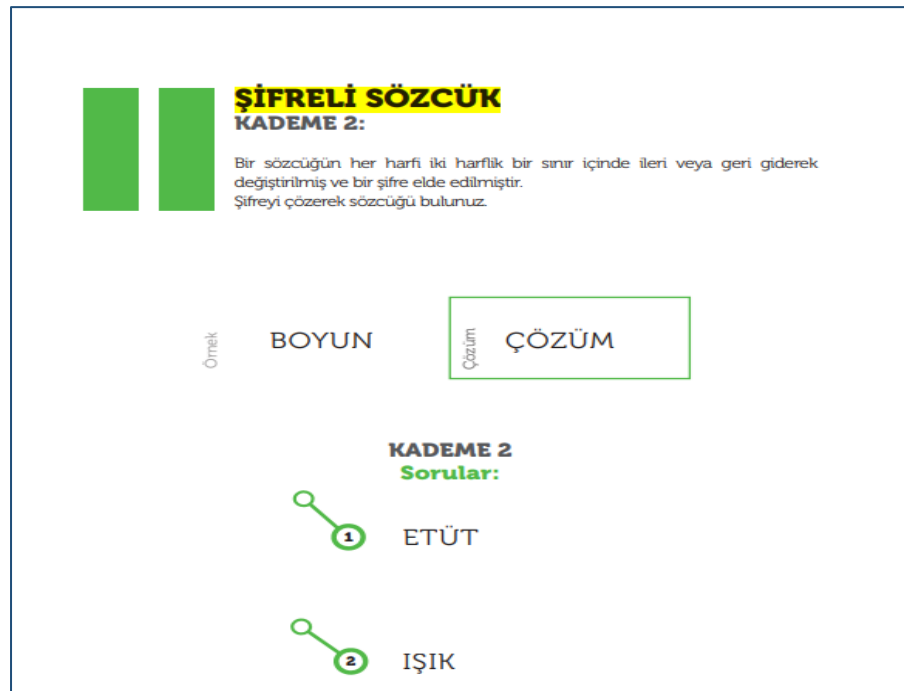 ŞİFRELİ SÖZCÜK
KADEME 2:
Bir sözcüğün her harfi iki harflik bir sınır içinde ileri veya geri giderek
değiştirilmiş ve bir şifre elde edilmiştir.
Şifreyi çözerek sözcüğü bulunuz.
Örnek
BOYUN
Çözüm
ÇÖZÜM
KADEME 2
Sorular:
1 ETÜT
2 IŞIK